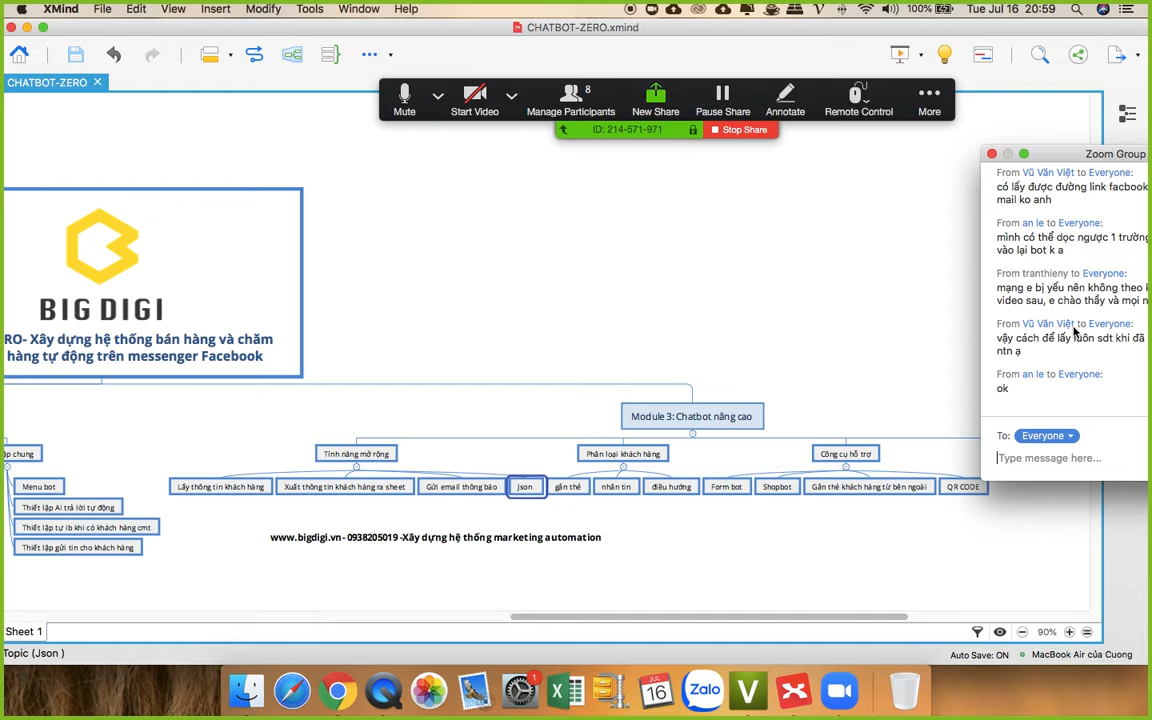 XMind File Edit View Insert Modify Tools Window Help 100% Tue Jul 16 20:59
CHATBOT-ZERO.xmind
CHATBOT-ZERO
8
Mute Start Video Manage Participants New Share Pause Share Annotate Remote Control More
ID: 214-571-971 Stop Share
Zoom Group
From Vũ Văn Việt to Everyone:
có lấy được đường link facbook
mail ko anh
From an le to Everyone:
mình có thể dọc ngược 1 trường
vào lại bot k a
From tranthieny to Everyone:
mạng e bị yếu nên không theo k
video sau, e chào thầy và mọi n
From Vũ Văn Việt to Everyone:
vậy cách để lấy luôn sdt khi đã
ntn ạ
From an le to Everyone:
ok
To: Everyone
Type message here...
BIG DIGI
RO- Xây dựng hệ thống bán hàng và chăm
hàng tự động trên messenger Facebook
Module 3: Chatbot nâng cao
ập chung
Tính năng mở rộng
Phân loại khách hàng
Công cụ hỗ trợ
Menu bot
Thiết lập AI trả lời tự động
Thiết lập tự ib khi có khách hàng cmt
Thiết lập gửi tin cho khách hàng
Lấy thông tin khách hàng
Xuất thông tin khách hàng ra sheet
Gửi email thông báo
Json
gắn thẻ
nhắn tin
điều hướng
Form bot
Shopbot
Gắn thẻ khách hàng từ bên ngoài
QR CODE
www.bigdigi.vn- 0938205019 -Xây dựng hệ thống marketing automation
Sheet 1
90%
Topic (Json )
Auto Save: ON MacBook Air của Cuong
1
JUL
16
Zalo
V